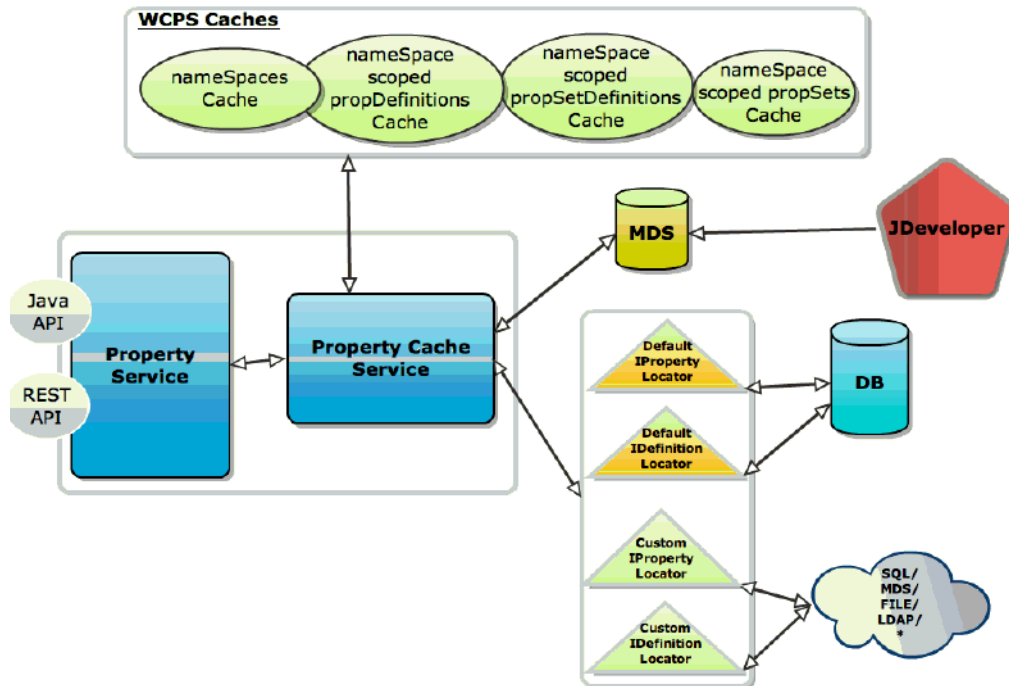 WCPS Caches
nameSpaces
Cache
nameSpace
scoped
propDefinitions
Cache
nameSpace
scoped
propSetDefinitions
Cache
nameSpace
scoped propSets
Cache
MDS
JDeveloper
Java
API
REST
API
Property
Service
Property Cache
Service
Default
IProperty
Locator
Default
IDefinition
Locator
Custom
IProperty
Locator
Custom
IDefinition
Locator
DB
SQL/
MDS/
FILE/
LDAP/
*